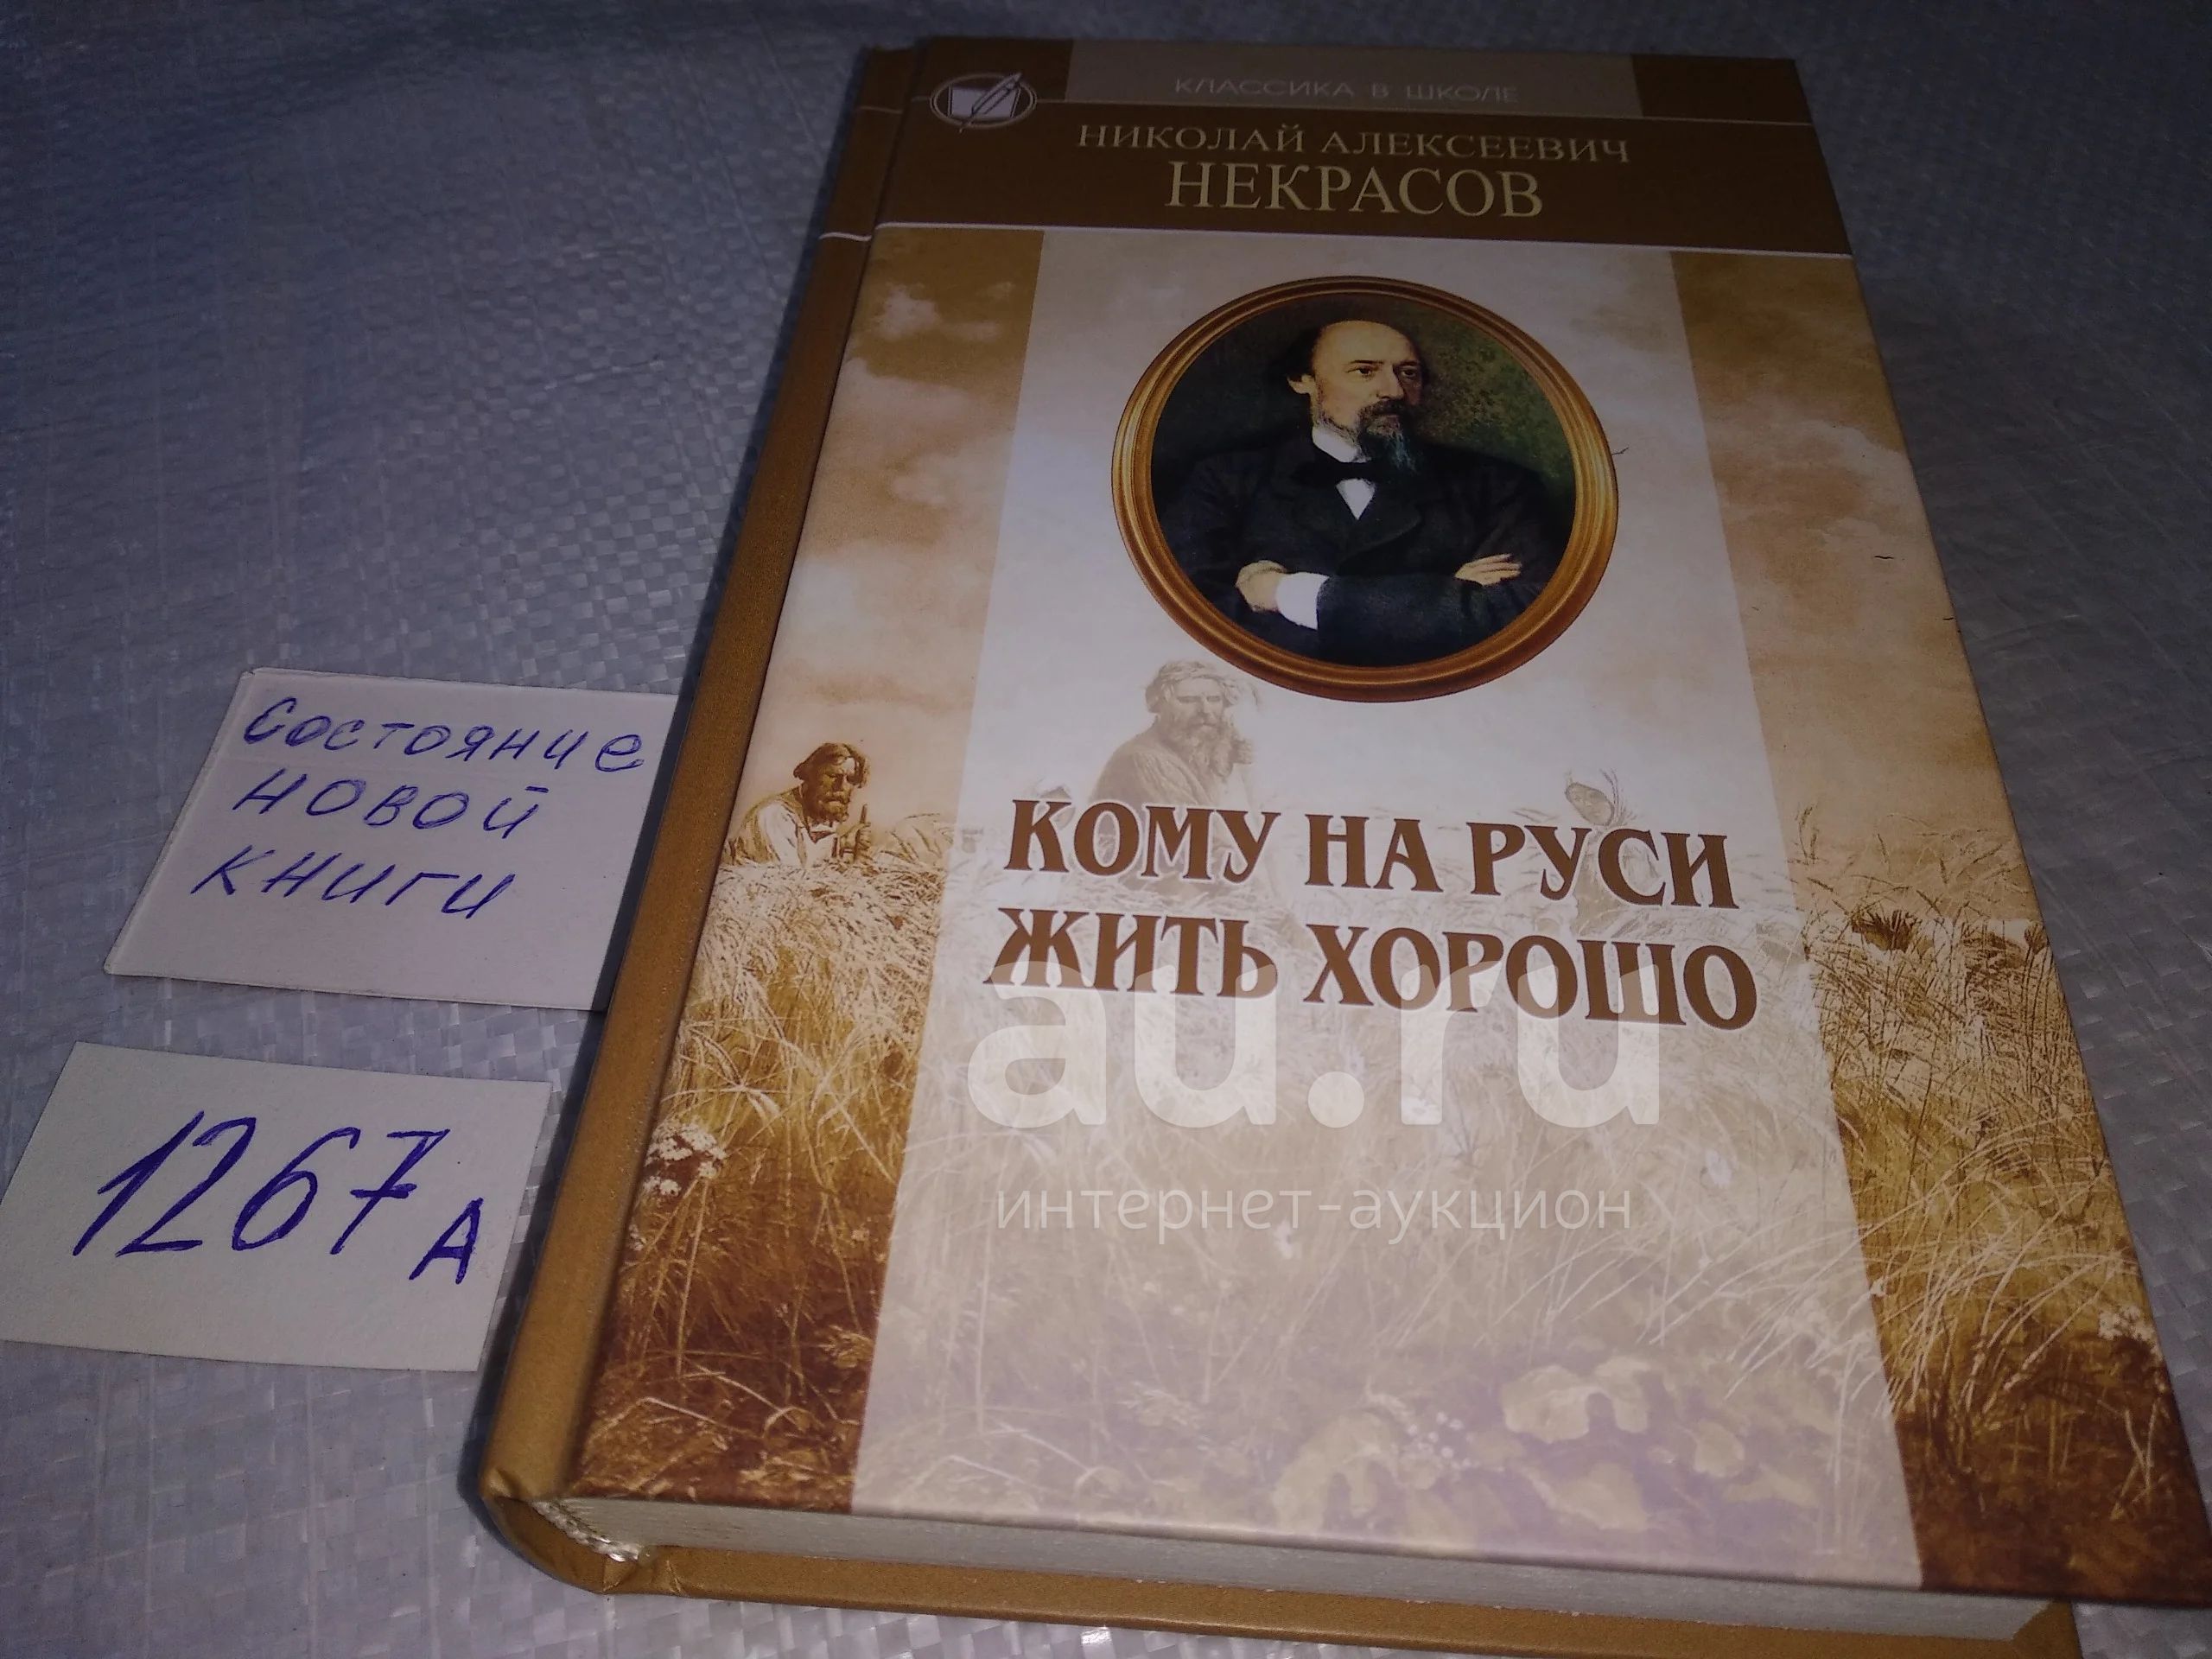 КЛАССИКА В ШКОЛЕ
НИКОЛАЙ АЛЕКСЕЕВИЧ
НЕКРАСОВ
КОМУ НА РУСИ
ЖИТЬ ХОРОШО
Состояние
новой
книги
1267А
au.ru
интернет-аукцион